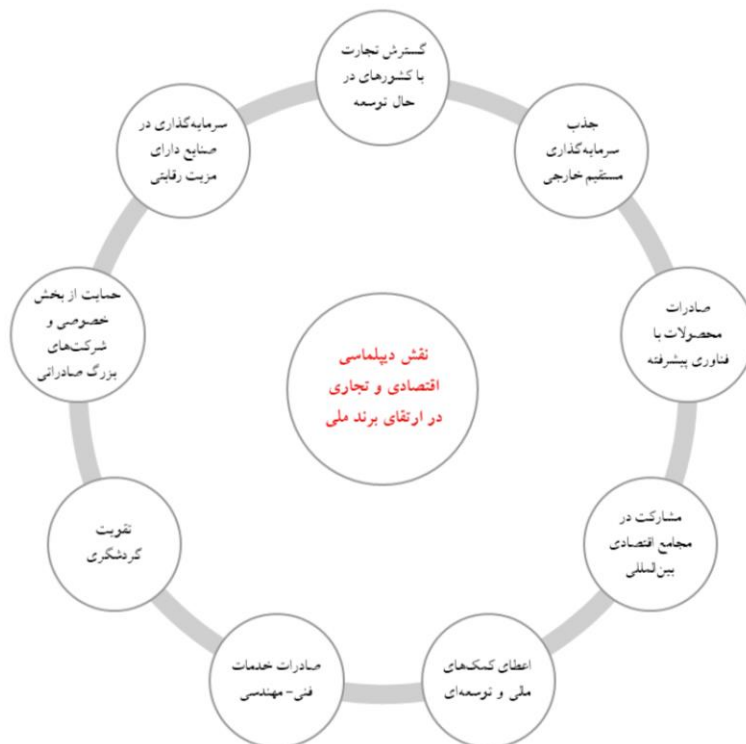 گسترش تجارت
با کشورهای در
حال توسعه
جذب
سرمایه‌گذاری
مستقیم خارجی
صادرات
محصولات با
فناوری پیشرفته
مشارکت در
مجامع اقتصادی
بین‌المللی
اعطای کمک‌های
مالی و توسعه‌ای
صادرات خدمات
فنی- مهندسی
تقویت
گردشگری
حمایت از بخش
خصوصی و
شرکت‌های
بزرگ صادراتی
سرمایه‌گذاری در
صنایع دارای
مزیت رقابتی
نقش دیپلماسی
اقتصادی و تجاری
در ارتقای برند ملی